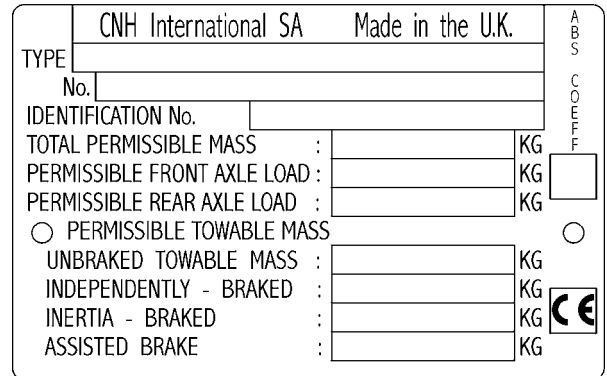 CNH International SA Made in the U.K.
TYPE
No.
IDENTIFICATION No.
TOTAL PERMISSIBLE MASS : KG
PERMISSIBLE FRONT AXLE LOAD : KG
PERMISSIBLE REAR AXLE LOAD : KG
PERMISSIBLE TOWABLE MASS
UNBRAKED TOWABLE MASS : KG
INDEPENDENTLY - BRAKED : KG
INERTIA - BRAKED : KG
ASSISTED BRAKE : KG
ABS COEFF
CE